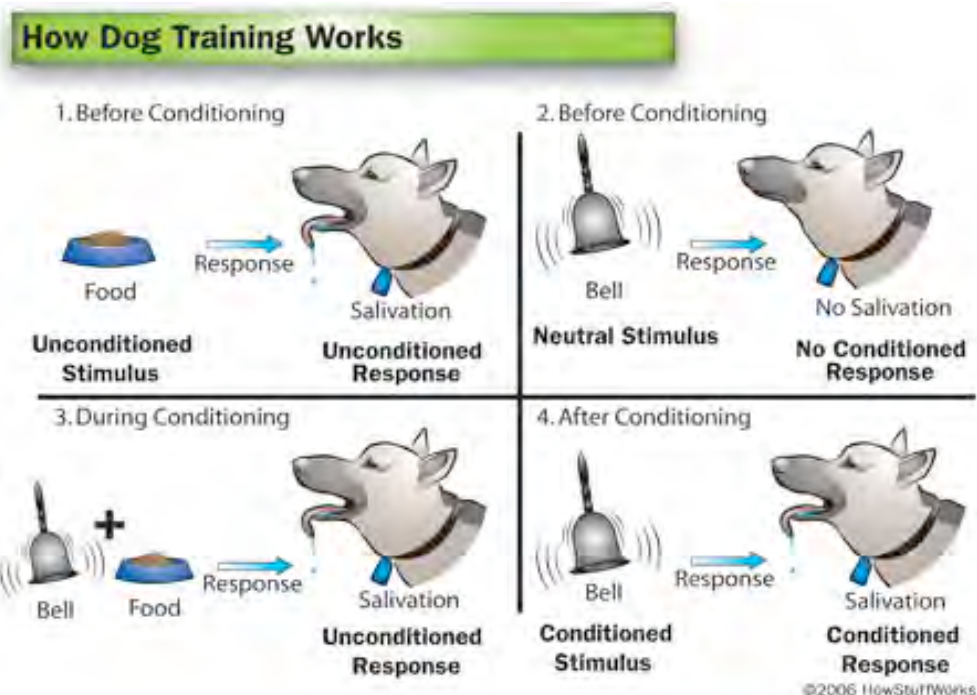 How Dog Training Works
1. Before Conditioning
Food
Response
Salivation
Unconditioned
Stimulus
Unconditioned
Response
2. Before Conditioning
Bell
Response
No Salivation
Neutral Stimulus
No Conditioned
Response
3. During Conditioning
+
Bell
Food
Response
Salivation
Unconditioned
Response
4. After Conditioning
Bell
Response
Salivation
Conditioned
Stimulus
Conditioned
Response
©2006 HowStuffWorks